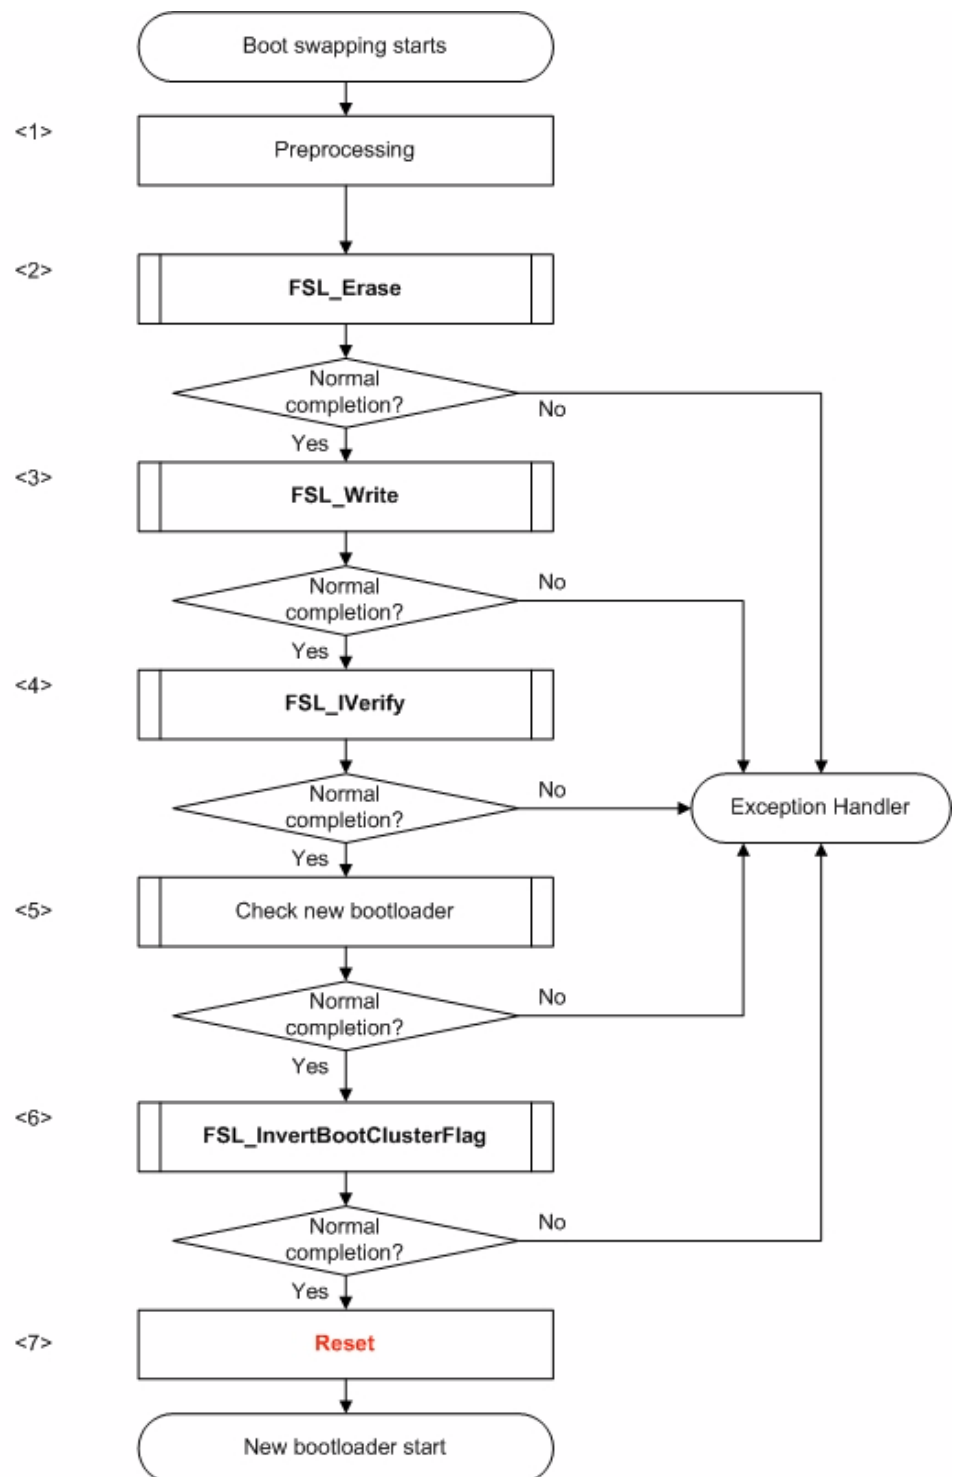 Boot swapping starts
<1>
Preprocessing
<2>
FSL_Erase
Normal
completion?
No
Yes
<3>
FSL_Write
Normal
completion?
No
Yes
<4>
FSL_IVerify
Normal
completion?
No
Exception Handler
Yes
<5>
Check new bootloader
Normal
completion?
No
Yes
<6>
FSL_InvertBootClusterFlag
Normal
completion?
No
Yes
<7>
Reset
New bootloader start